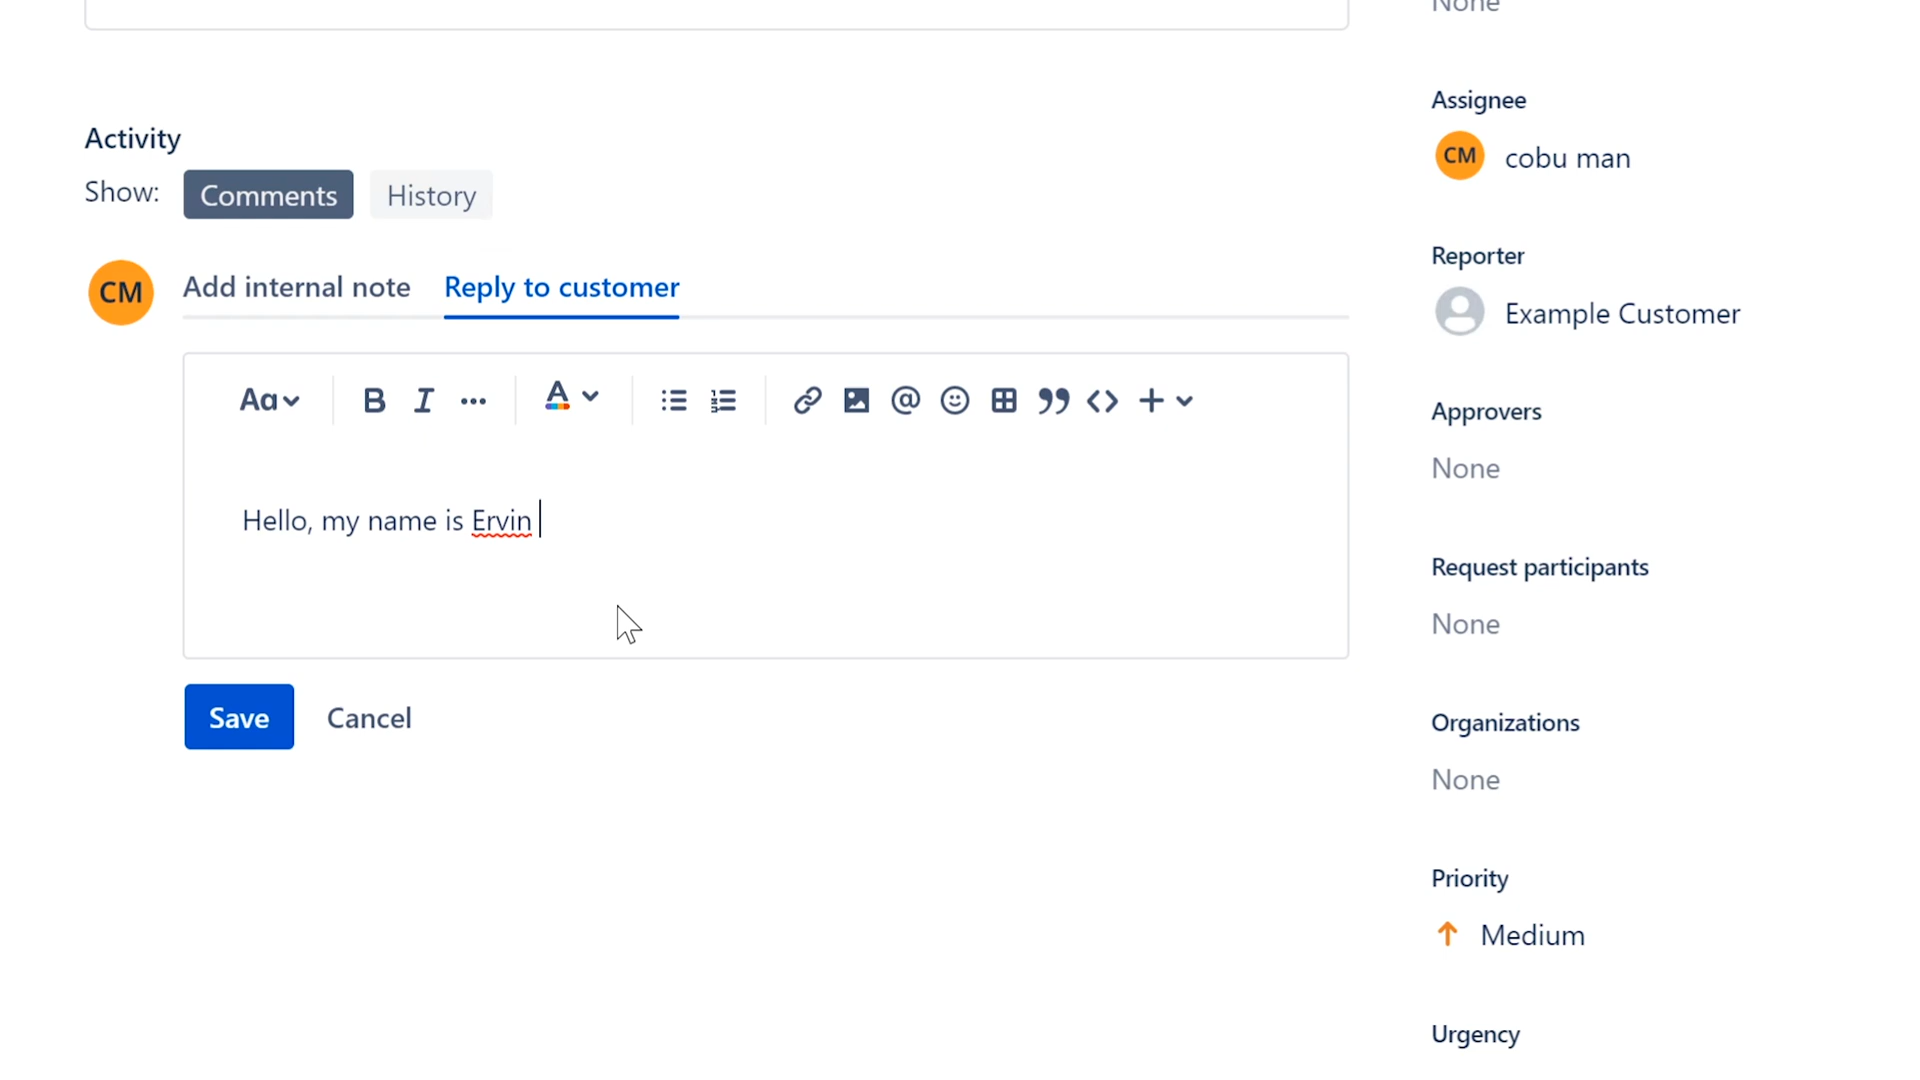 None
Activity
Show: Comments History
CM Add internal note Reply to customer
Aa B I ... A @ + 
Hello, my name is Ervin
Save Cancel
Assignee
CM cobu man
Reporter
Example Customer
Approvers
None
Request participants
None
Organizations
None
Priority
Medium
Urgency